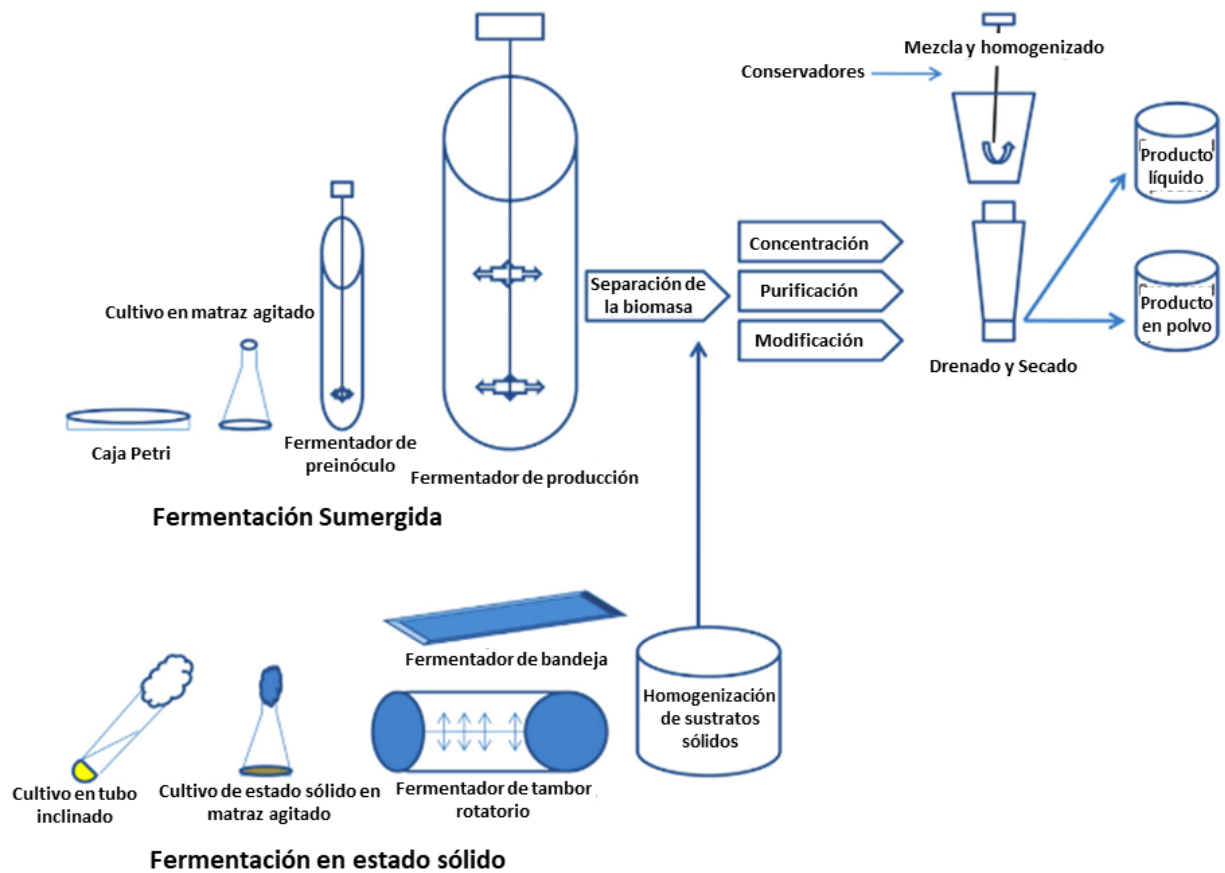 Mezcla y homogenizado
Conservadores
Producto
líquido
Concentración
Separación de
la biomasa
Purificación
Producto
en polvo
Modificación
Drenado y Secado
Cultivo en matraz agitado
Caja Petri
Fermentador de
preinóculo
Fermentador de producción
Fermentación Sumergida
Fermentador de bandeja
Homogenización
de sustratos
sólidos
Cultivo en tubo
inclinado
Cultivo de estado sólido en
matraz agitado
Fermentador de tambor
rotatorio
Fermentación en estado sólido